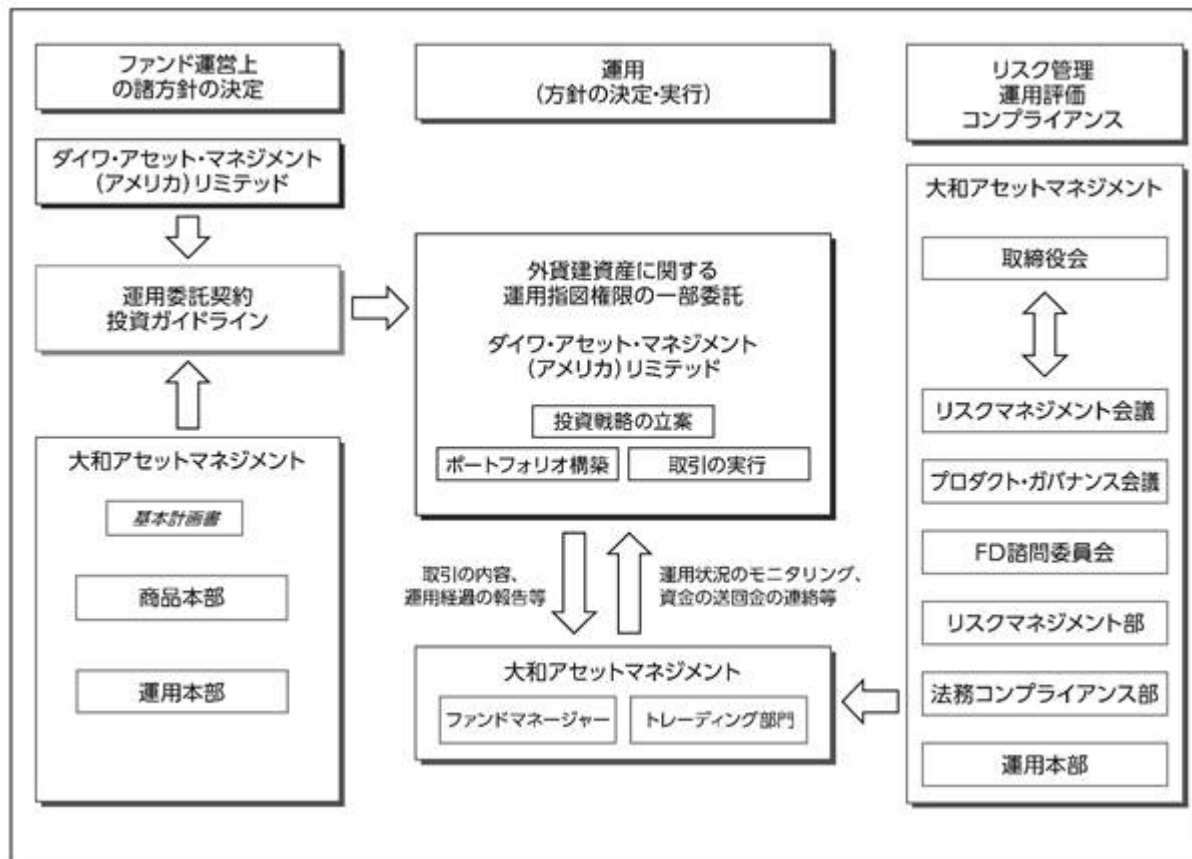 ファンド運営上
の諸方針の決定
ダイワ・アセット・マネジメント
(アメリカ)リミテッド
運用委託契約
投資ガイドライン
大和アセットマネジメント
基本計画書
商品本部
運用本部
運用
(方針の決定・実行)
外貨建資産に関する
運用指図権限の一部委託
ダイワ・アセット・マネジメント
(アメリカ)リミテッド
投資戦略の立案
ポートフォリオ構築
取引の実行
取引の内容、
運用経過の報告等
運用状況のモニタリング、
資金の送回金の連絡等
大和アセットマネジメント
ファンドマネージャー
トレーディング部門
リスク管理
運用評価
コンプライアンス
大和アセットマネジメント
取締役会
リスクマネジメント会議
プロダクト・ガバナンス会議
FD諮問委員会
リスクマネジメント部
法務コンプライアンス部
運用本部